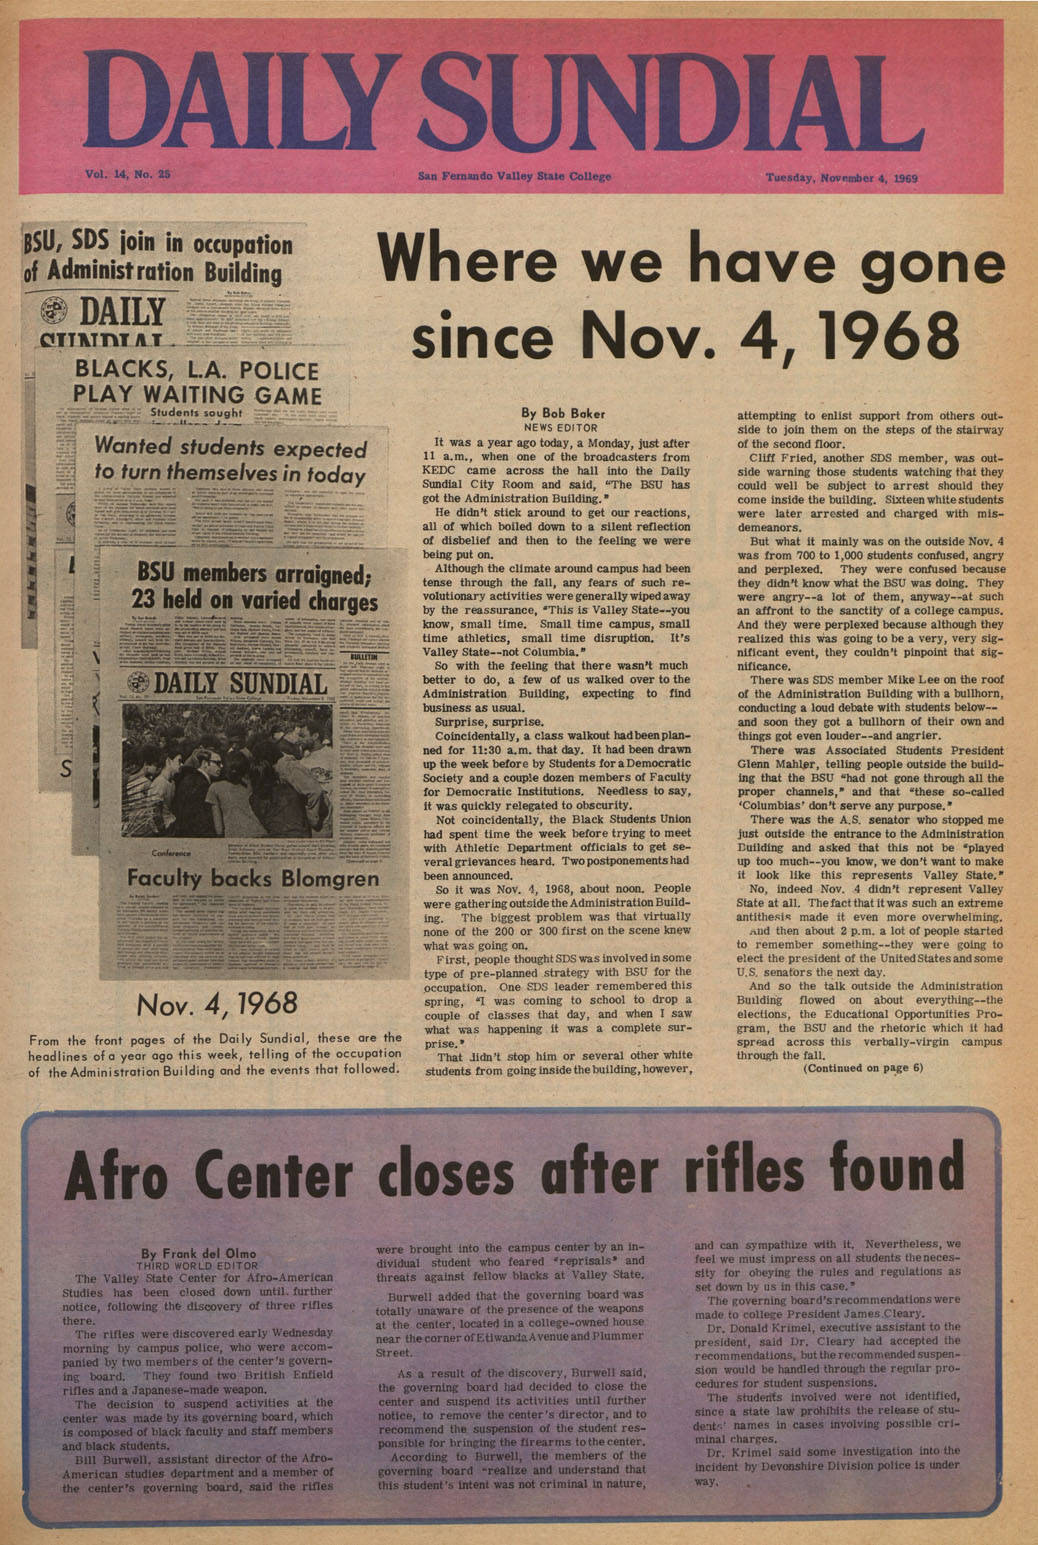 DAILY SUNDIAL
Vol. 14, No. 25
San Fernando Valley State College
Tuesday, November 4, 1969
BSU, SDS join in occupation
of Administration Building
DAILY
SUNDIAL
BLACKS, L.A. POLICE
PLAY WAITING GAME
Students sought
Wanted students expected
to turn themselves in today
BSU members arraigned;
23 held on varied charges
BULLETIN
DAILY SUNDIAL
Conference
Faculty backs Blomgren
Nov. 4, 1968
From the front pages of the Daily Sundial, these are the
headlines of a year ago this week, telling of the occupation
of the Administration Building and the events that followed.
Where we have gone
since Nov. 4, 1968
By Bob Baker
NEWS EDITOR
It was a year ago today, a Monday, just after
11 a.m., when one of the broadcasters from
KEDC came across the hall into the Daily
Sundial City Room and said, "The BSU has
got the Administration Building."
He didn't stick around to get our reactions,
all of which boiled down to a silent reflection
of disbelief and then to the feeling we were
being put on.
Although the climate around campus had been
tense through the fall, any fears of such re-
volutionary activities were generally wiped away
by the reassurance, "This is Valley State--you
know, small time. Small time campus, small
time athletics, small time disruption. It's
Valley State--not Columbia."
So with the feeling that there wasn't much
better to do, a few of us walked over to the
Administration Building, expecting to find
business as usual.
Surprise, surprise.
Coincidentally, a class walkout had been plan-
ned for 11:30 a.m. that day. It had been drawn
up the week before by Students for a Democratic
Society and a couple dozen members of Faculty
for Democratic Institutions. Needless to say,
it was quickly relegated to obscurity.
Not coincidentally, the Black Students Union
had spent time the week before trying to meet
with Athletic Department officials to get se-
veral grievances heard. Two postponements had
been announced.
So it was Nov. 4, 1968, about noon. People
were gathering outside the Administration Build-
ing. The biggest problem was that virtually
none of the 200 or 300 first on the scene knew
what was going on.
First, people thought SDS was involved in some
type of pre-planned strategy with BSU for the
occupation. One SDS leader remembered this
spring, "I was coming to school to drop a
couple of classes that day, and when I saw
what was happening it was a complete sur-
prise."
That didn't stop him or several other white
students from going inside the building, however,
attempting to enlist support from others out-
side to join them on the steps of the stairway
of the second floor.
Cliff Fried, another SDS member, was out-
side warning those students watching that they
could well be subject to arrest should they
come inside the building. Sixteen white students
were later arrested and charged with mis-
demeanors.
But what it mainly was on the outside Nov. 4
was from 700 to 1,000 students confused, angry
and perplexed. They were confused because
they didn't know what the BSU was doing. They
were angry--a lot of them, anyway--at such
an affront to the sanctity of a college campus.
And they were perplexed because although they
realized this was going to be a very, very sig-
nificant event, they couldn't pinpoint that sig-
nificance.
There was SDS member Mike Lee on the roof
of the Administration Building with a bullhorn,
conducting a loud debate with students below--
and soon they got a bullhorn of their own and
things got even louder--and angrier.
There was Associated Students President
Glenn Mahler, telling people outside the build-
ing that the BSU "had not gone through all the
proper channels," and that "these so-called
'Columbias' don't serve any purpose."
There was the A.S. senator who stopped me
just outside the entrance to the Administration
Building and asked that this not be "played
up too much--you know, we don't want to make
it look like this represents Valley State."
No, indeed Nov. 4 didn't represent Valley
State at all. The fact that it was such an extreme
antithesis made it even more overwhelming.
And then about 2 p.m. a lot of people started
to remember something--they were going to
elect the president of the United States and some
U.S. senators the next day.
And so the talk outside the Administration
Building flowed on about everything--the
elections, the Educational Opportunities Pro-
gram, the BSU and the rhetoric which it had
spread across this verbally-virgin campus
through the fall.
(Continued on page 6)
Afro Center closes after rifles found
By Frank del Olmo
THIRD WORLD EDITOR
The Valley State Center for Afro-American
Studies has been closed down until further
notice, following the discovery of three rifles
there.
The rifles were discovered early Wednesday
morning by campus police, who were accom-
panied by two members of the center's govern-
ing board. They found two British Enfield
rifles and a Japanese-made weapon.
The decision to suspend activities at the
center was made by its governing board, which
is composed of black faculty and staff members
and black students.
Bill Burwell, assistant director of the Afro-
American studies department and a member of
the center's governing board, said the rifles
were brought into the campus center by an in-
dividual student who feared "reprisals" and
threats against fellow blacks at Valley State.
Burwell added that the governing board was
totally unaware of the presence of the weapons
at the center, located in a college-owned house
near the corner of Etiwanda Avenue and Plummer
Street.
As a result of the discovery, Burwell said,
the governing board had decided to close the
center and suspend its activities until further
notice, to remove the center's director, and to
recommend the suspension of the student res-
ponsible for bringing the firearms to the center.
According to Burwell, the members of the
governing board "realize and understand that
this student's intent was not criminal in nature,
and can sympathize with it. Nevertheless, we
feel we must impress on all students the neces-
sity for obeying the rules and regulations as
set down by us in this case."
The governing board's recommendations were
made to college President James Cleary.
Dr. Donald Krimel, executive assistant to the
president, said Dr. Cleary had accepted the
recommendations, but the recommended suspen-
sion would be handled through the regular pro-
cedures for student suspensions.
The students involved were not identified,
since a state law prohibits the release of stu-
dents' names in cases involving possible cri-
minal charges.
Dr. Krimel said some investigation into the
incident by Devonshire Division police is under
way.